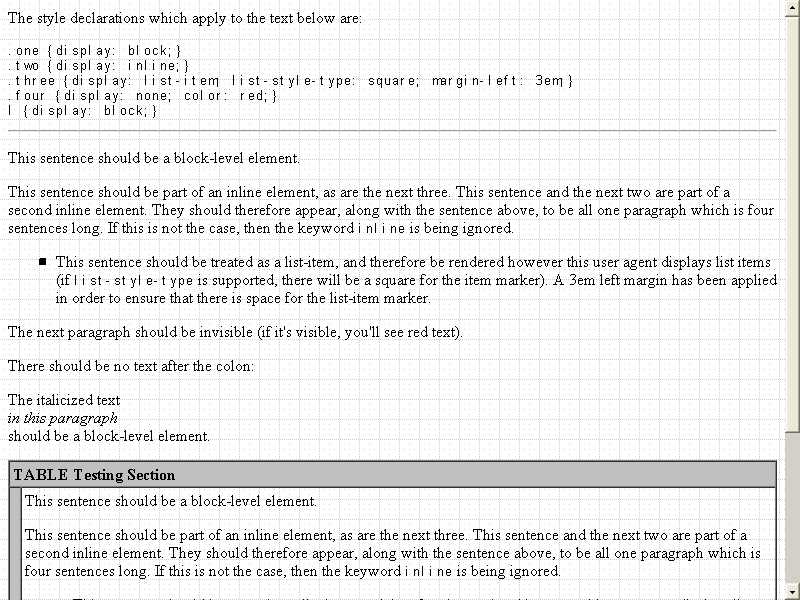 The style declarations which apply to the text below are:
.one {display: block;}
.two {display: inline;}
.three {display: list-item; list-style-type: square; margin-left: 3em;}
.four {display: none; color: red;}
I {display: block;}
This sentence should be a block-level element.
This sentence should be part of an inline element, as are the next three. This sentence and the next two are part of a
second inline element. They should therefore appear, along with the sentence above, to be all one paragraph which is four
sentences long. If this is not the case, then the keyword inline is being ignored.
This sentence should be treated as a list-item, and therefore be rendered however this user agent displays list items
(if list-style-type is supported, there will be a square for the item marker). A 3em left margin has been applied
in order to ensure that there is space for the list-item marker.
The next paragraph should be invisible (if it's visible, you'll see red text).
There should be no text after the colon:
The italicized text
in this paragraph
should be a block-level element.
TABLE Testing Section
This sentence should be a block-level element.
This sentence should be part of an inline element, as are the next three. This sentence and the next two are part of a
second inline element. They should therefore appear, along with the sentence above, to be all one paragraph which is
four sentences long. If this is not the case, then the keyword inline is being ignored.